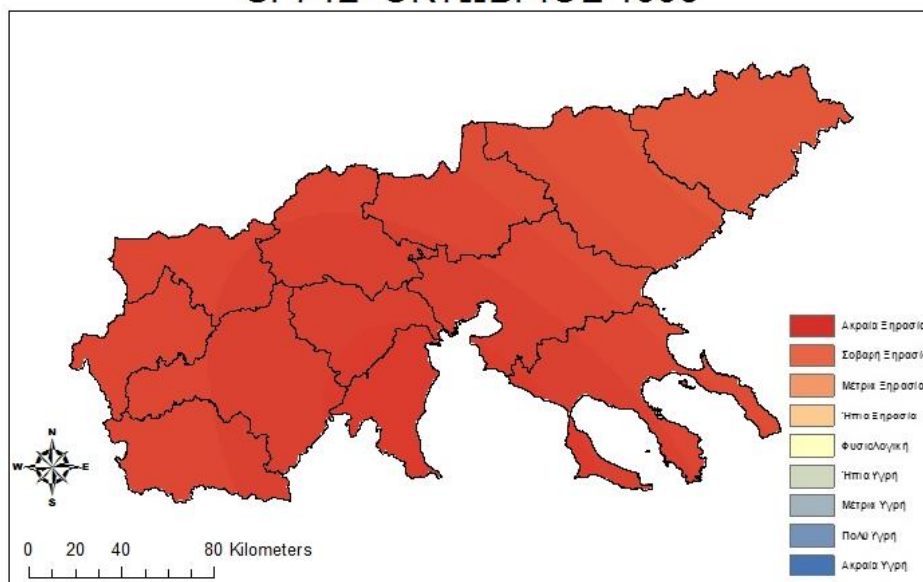 ΟΚΤΩΒΡΙΟΣ
Ακραία Ξηρασία
Σοβαρή Ξηρασία
Μέτρια Ξηρασία
Ήπια Ξηρασία
Φυσιολογική
Ήπια Υγρή
Μέτρια Υγρή
Πολύ Υγρή
Ακραία Υγρή
N
W E
S
0 20 40 80 Kilometers